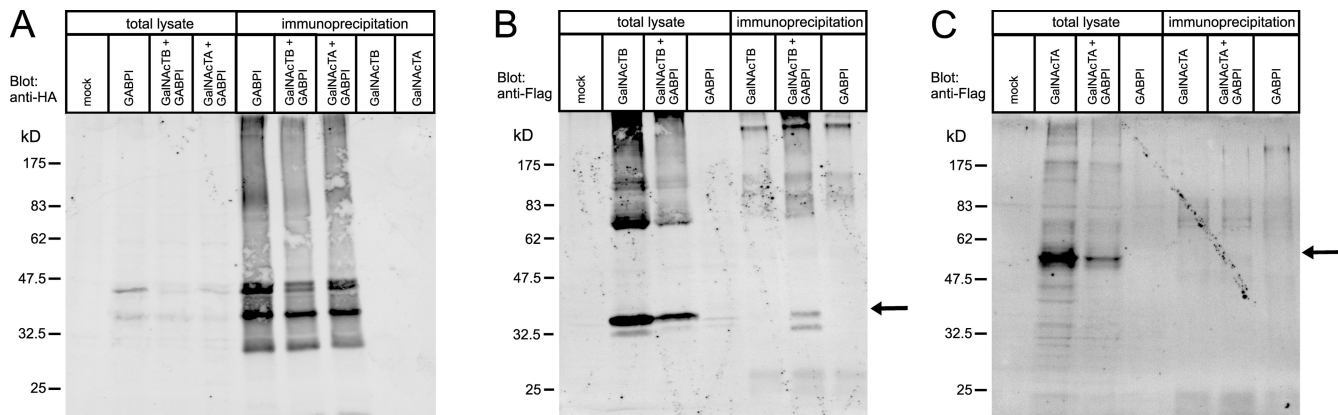 A
total lysate
immunoprecipitation
Blot:
anti-HA
mock
GABPI
GalNAcTB +
GABPI
GalNAcTA +
GABPI
GABPI
GalNAcTB +
GABPI
GalNAcTA +
GABPI
GalNAcTB
GalNAcTA
kD
175
83
62
47.5
32.5
25
B
total lysate
immunoprecipitation
Blot:
anti-Flag
mock
GalNAcTB
GalNAcTB +
GABPI
GABPI
GalNAcTB
GalNAcTB +
GABPI
GABPI
kD
175
83
62
47.5
32.5
25
C
total lysate
immunoprecipitation
Blot:
anti-Flag
mock
GalNAcTA
GalNAcTA +
GABPI
GABPI
GalNAcTA
GalNAcTA +
GABPI
GABPI
kD
175
83
62
47.5
32.5
25